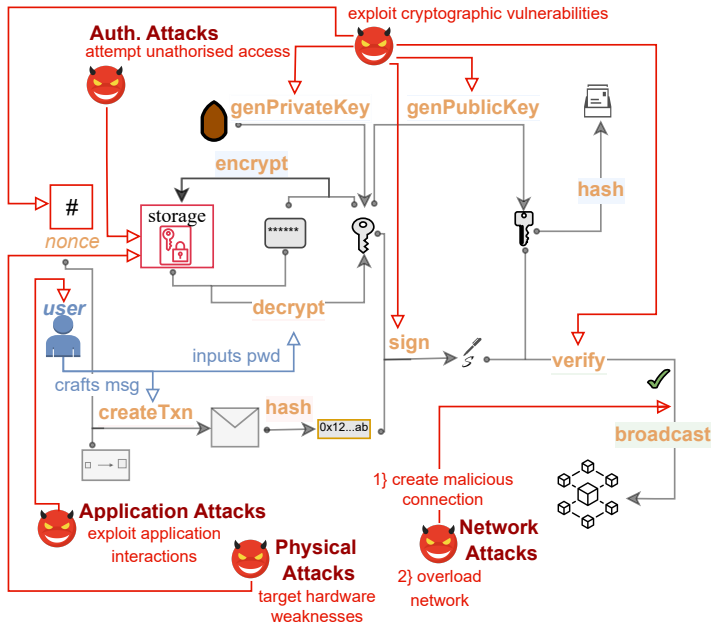 exploit cryptographic vulnerabilities
Auth. Attacks
attempt unathorised access
genPrivateKey
genPublicKey
encrypt
hash
#
storage
******
nonce
user
decrypt
sign
inputs pwd
verify
crafts msg
createTxn
hash
0x12...ab
broadcast
1} create malicious
connection
Application Attacks
exploit application
interactions
Physical
Attacks
target hardware
weaknesses
Network
Attacks
2} overload
network